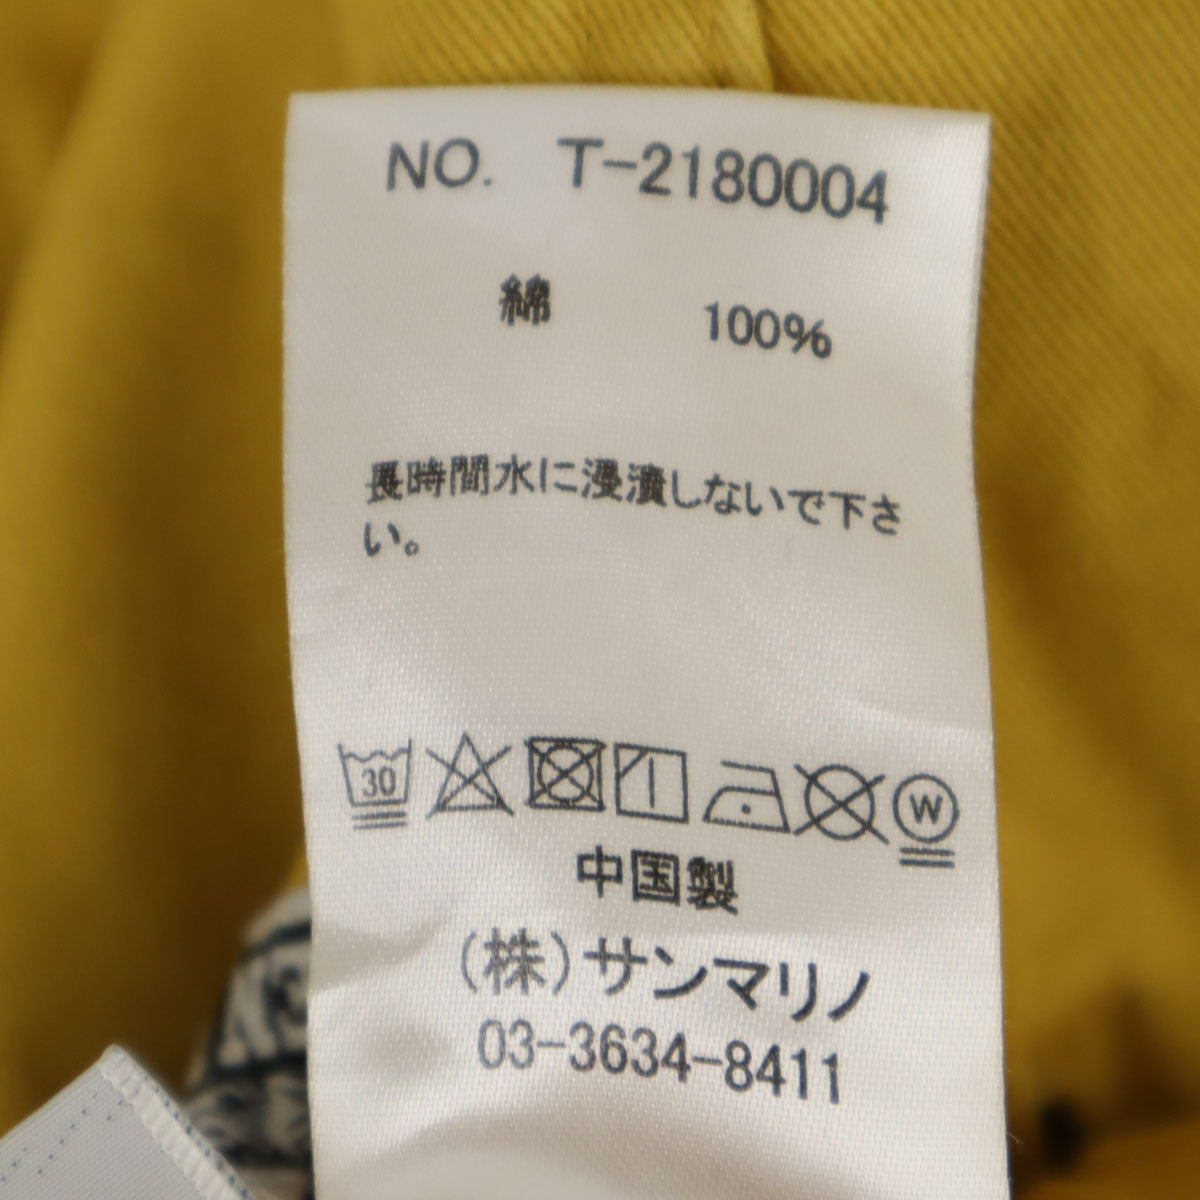 NO. T-2180004
綿 100%
長時間水に浸漬しないで下さ
い。
30
W
中国製
(株)サンマリノ
03-3634-8411